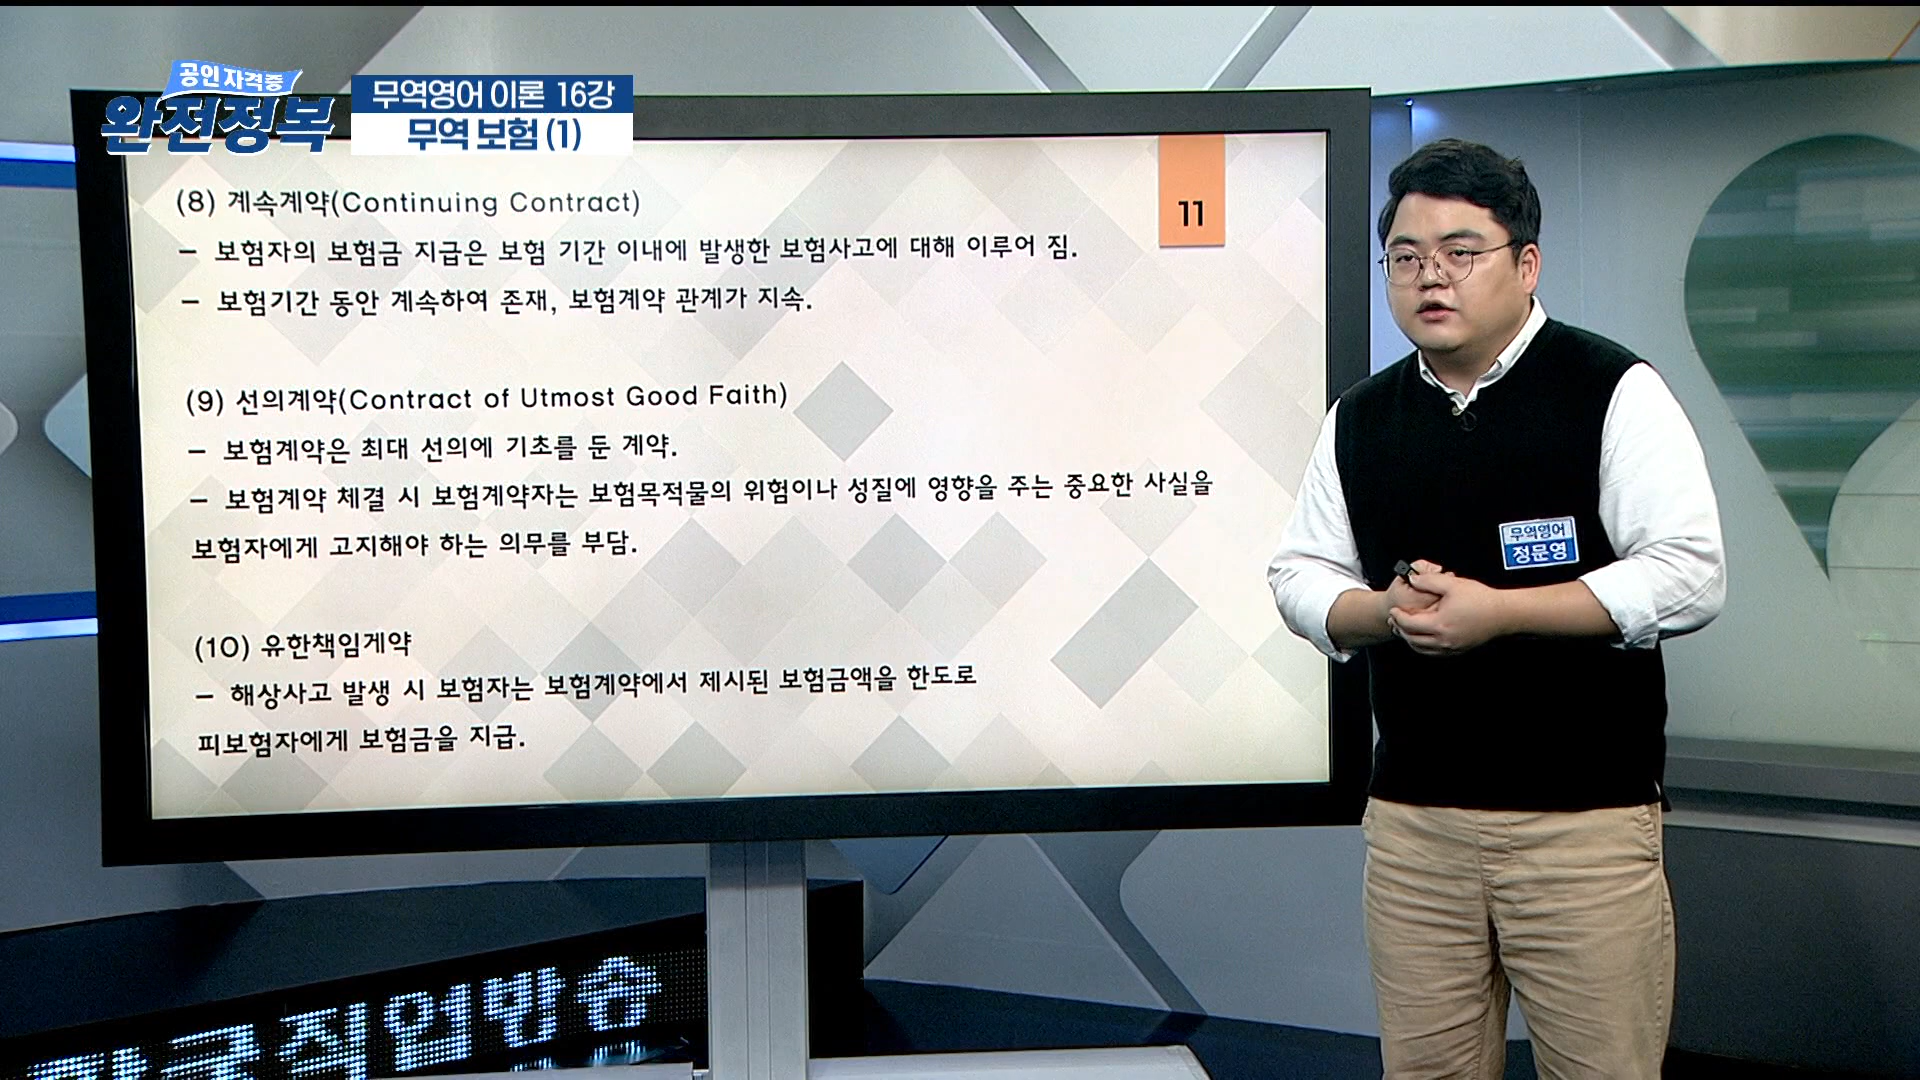 공인 자격증
완전정복
무역영어 이론 16강
무역 보험 (1)
11
(8) 계속계약(Continuing Contract)
– 보험자의 보험금 지급은 보험 기간 이내에 발생한 보험사고에 대해 이루어 짐.
– 보험기간 동안 계속하여 존재, 보험계약 관계가 지속.
(9) 선의계약(Contract of Utmost Good Faith)
– 보험계약은 최대 선의에 기초를 둔 계약.
– 보험계약 체결 시 보험계약자는 보험목적물의 위험이나 성질에 영향을 주는 중요한 사실을
보험자에게 고지해야 하는 의무를 부담.
(10) 유한책임게약
– 해상사고 발생 시 보험자는 보험계약에서 제시된 보험금액을 한도로
피보험자에게 보험금을 지급.
무역영어
정문영
한국직업방송